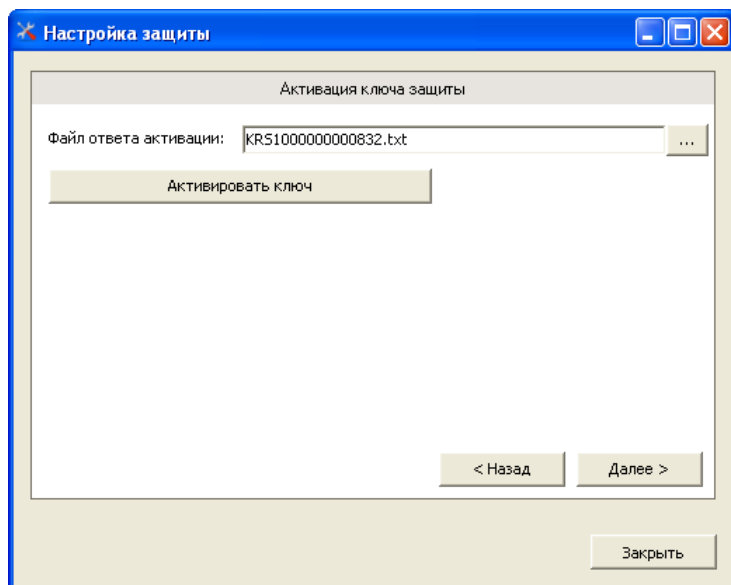 Настройка защиты
Активация ключа защиты
Файл ответа активации: KRS1000000000832.txt ...
Активировать ключ
< Назад Далее >
Закрыть